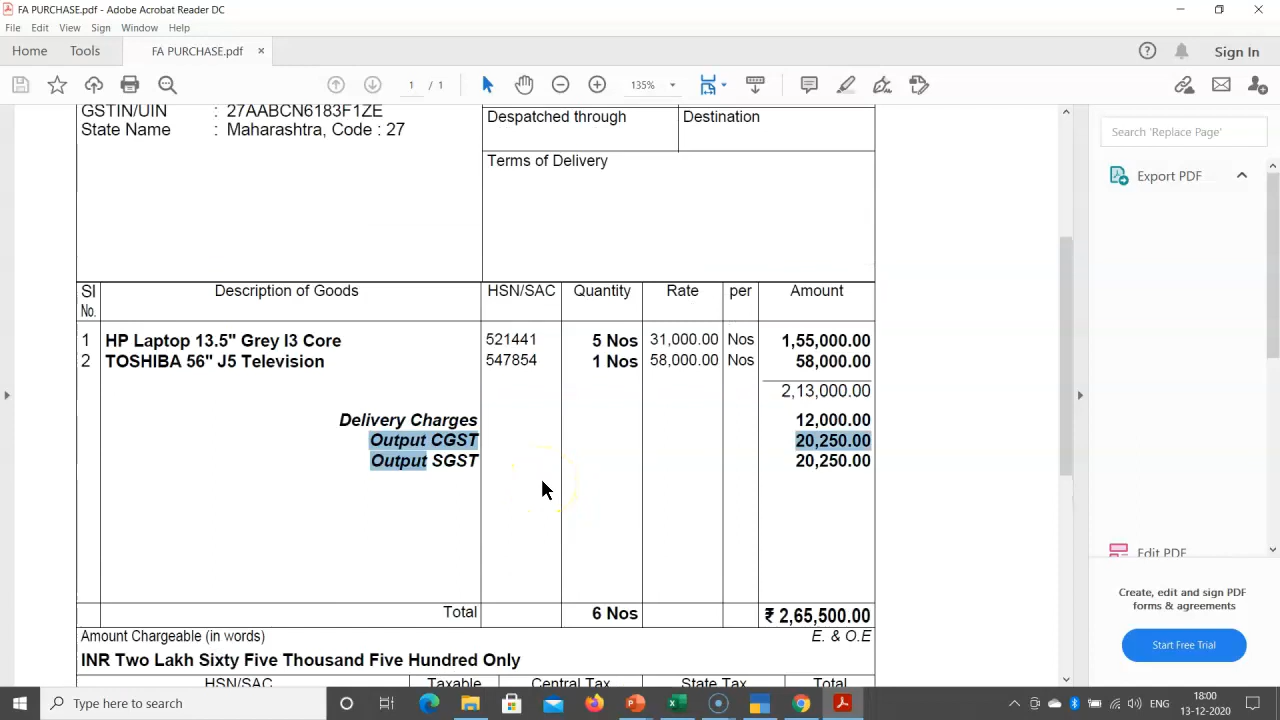 FA PURCHASE.pdf - Adobe Acrobat Reader DC
File Edit View Sign Window Help
Home Tools FA PURCHASE.pdf × Sign In
1 / 1 135%
GSTIN/UIN : 27AABCN6183F1ZE
State Name : Maharashtra, Code : 27
Despatched through Destination
Terms of Delivery
Search 'Replace Page'
Export PDF
Sl No. Description of Goods HSN/SAC Quantity Rate per Amount
1 HP Laptop 13.5" Grey I3 Core 521441 5 Nos 31,000.00 Nos 1,55,000.00
2 TOSHIBA 56" J5 Television 547854 1 Nos 58,000.00 Nos 58,000.00
2,13,000.00
Delivery Charges 12,000.00
Output CGST 20,250.00
Output SGST 20,250.00
Edit PDF
Total 6 Nos ₹ 2,65,500.00
Amount Chargeable (in words) E. & O.E
INR Two Lakh Sixty Five Thousand Five Hundred Only
HSN/SAC Taxable Central Tax State Tax Total
Create, edit and sign PDF
forms & agreements
Start Free Trial
Type here to search
ENG
18:00
13-12-2020